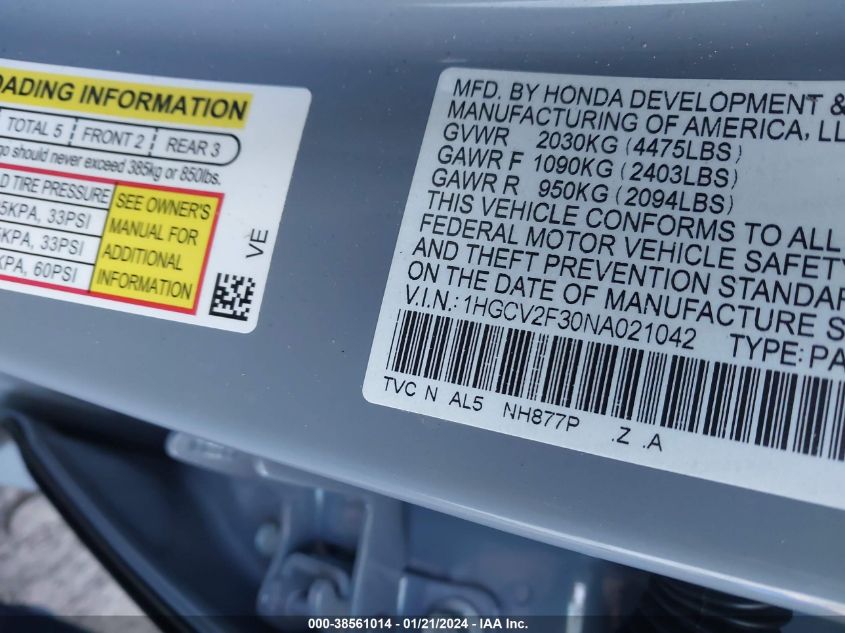 OADING INFORMATION
TOTAL 5 FRONT 2 REAR 3
go should never exceed 385kg or 850lbs.
D TIRE PRESSURE
5KPA, 33PSI
5KPA, 33PSI
KPA, 60PSI
SEE OWNER'S
MANUAL FOR
ADDITIONAL
INFORMATION
VE
MFD. BY HONDA DEVELOPMENT &
MANUFACTURING OF AMERICA, LL
GVWR 2030KG (4475LBS)
GAWR F 1090KG (2403LBS)
GAWR R 950KG (2094LBS)
THIS VEHICLE CONFORMS TO ALL
FEDERAL MOTOR VEHICLE SAFETY
AND THEFT PREVENTION STANDAR
ON THE DATE OF MANUFACTURE S
V.I.N.: 1HGCV2F30NA021042 TYPE: PA
TVC N AL5 NH877P .Z .A
000-38561014 - 01/21/2024 - IAA Inc.